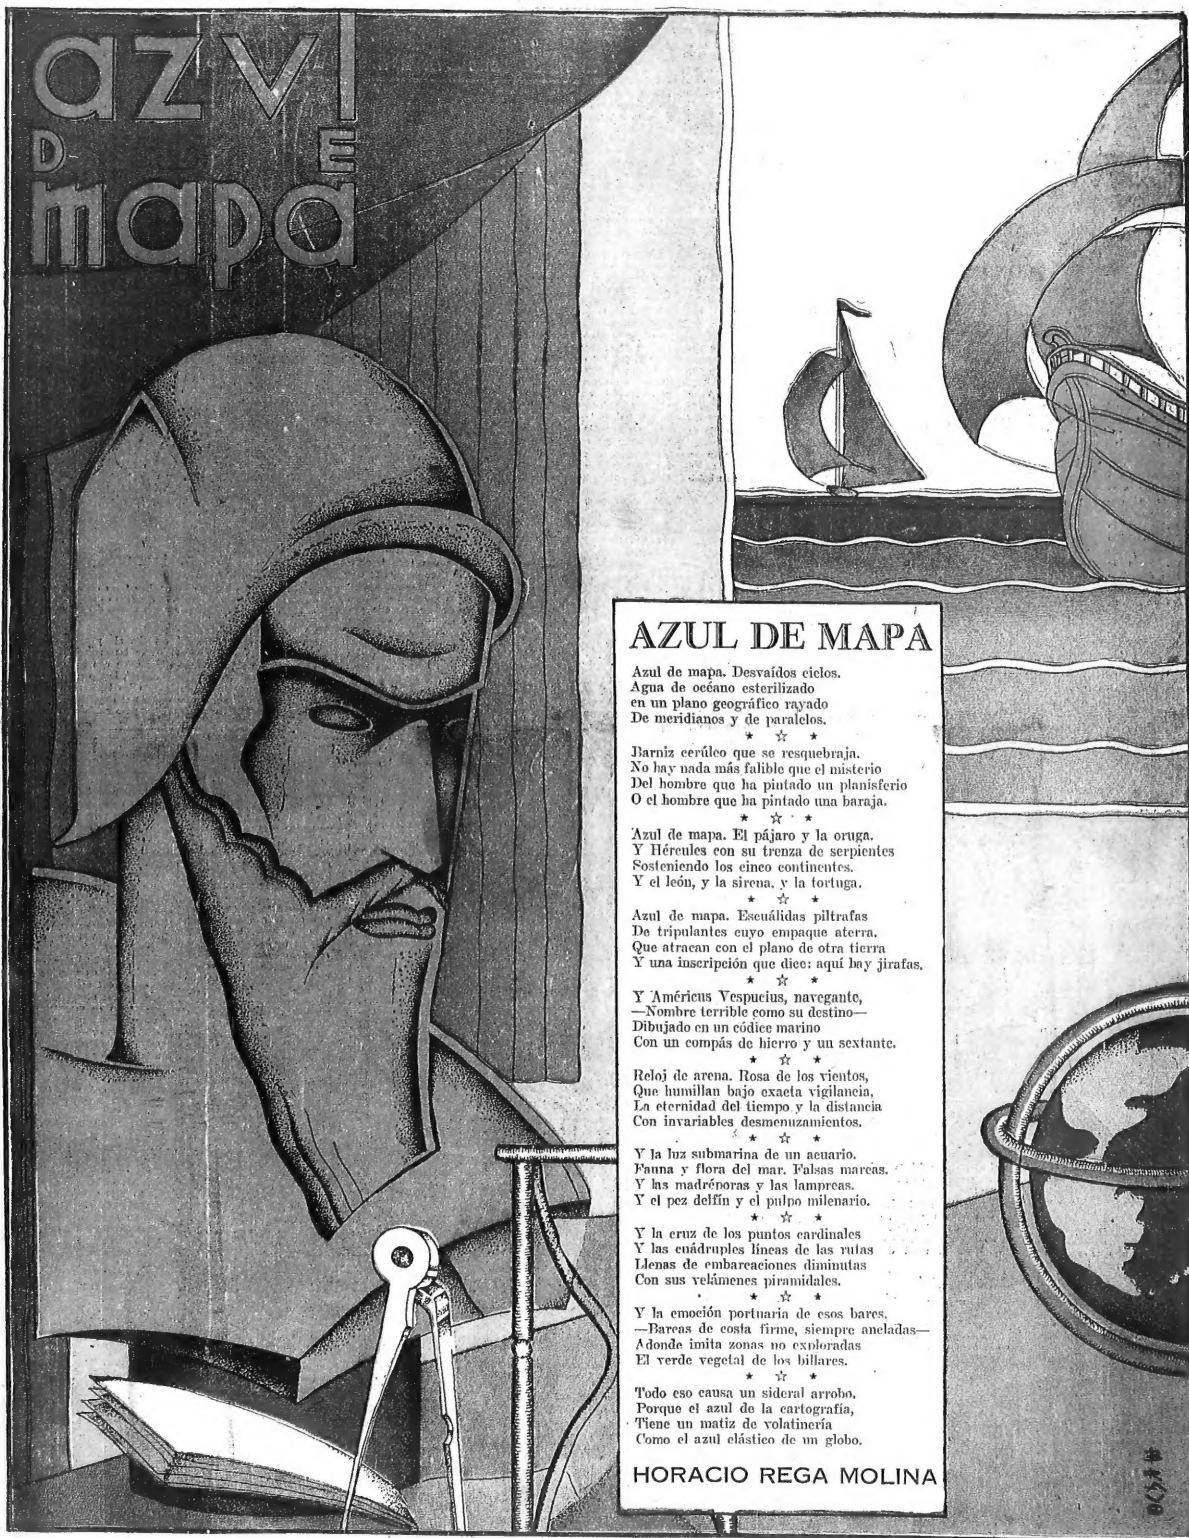 azvl
DE
mapa
AZUL DE MAPA
Azul de mapa. Desvaídos cielos.
Agua de océano esterilizado
en un plano geográfico rayado
De meridianos y de paralelos.
★ ☆ ★
Barniz cerúleo que se resquebraja.
No hay nada más falible que el misterio
Del hombre que ha pintado un planisferio
O el hombre que ha pintado una baraja.
★ ☆ ★
Azul de mapa. El pájaro y la oruga.
Y Hércules con su trenza de serpientes
Sosteniendo los cinco continentes.
Y el león, y la sirena, y la tortuga.
★ ☆ ★
Azul de mapa. Escuálidas piltrafas
De tripulantes cuyo empaque aterra.
Que atracan con el plano de otra tierra
Y una inscripción que dice: aquí hay jirafas.
★ ☆ ★
Y Américus Vespucius, navegante,
—Nombre terrible como su destino—
Dibujado en un códice marino
Con un compás de hierro y un sextante.
★ ☆ ★
Reloj de arena. Rosa de los vientos,
Que humillan bajo exacta vigilancia,
La eternidad del tiempo y la distancia
Con invariables desmenuzamientos.
★ ☆ ★
Y la luz submarina de un acuario.
Fauna y flora del mar. Falsas mareas.
Y las madréporas y las lampreas.
Y el pez delfín y el pulpo milenario.
★ ☆ ★
Y la cruz de los puntos cardinales
Y las cuádruples líneas de las rutas
Llenas de embarcaciones diminutas
Con sus velámenes piramidales.
★ ☆ ★
Y la emoción portuaria de esos bares.
—Barcas de costa firme, siempre ancladas—
Adonde imita zonas no exploradas
El verde vegetal de los billares.
★ ☆ ★
Todo eso causa un sideral arrobo,
Porque el azul de la cartografía,
Tiene un matiz de volatinería
Como el azul elástico de un globo.
HORACIO REGA MOLINA